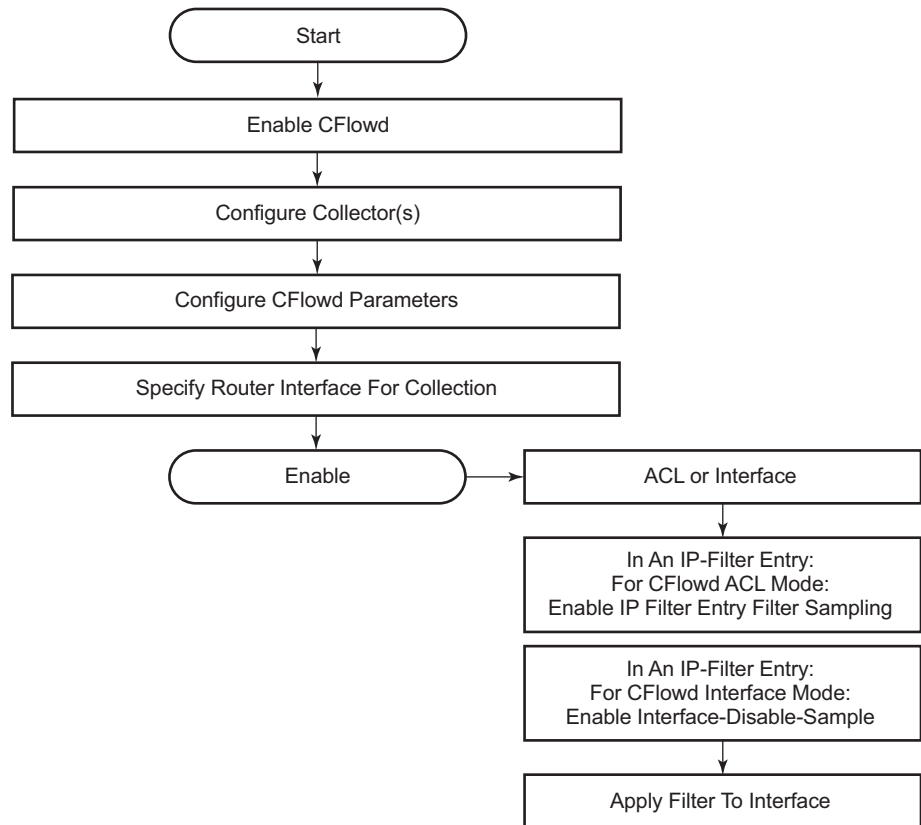 Start
Enable CFlowd
Configure Collector(s)
Configure CFlowd Parameters
Specify Router Interface For Collection
Enable
ACL or Interface
In An IP-Filter Entry:
For CFlowd ACL Mode:
Enable IP Filter Entry Filter Sampling
In An IP-Filter Entry:
For CFlowd Interface Mode:
Enable Interface-Disable-Sample
Apply Filter To Interface